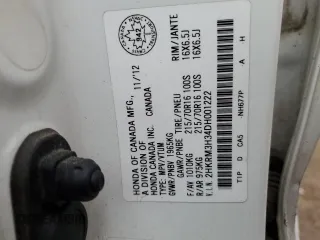 HONDA OF CANADA MFG., 11/'12
A DIVISION OF
HONDA CANADA INC. CANADA
TYPE: MPV/VTUM
GVWR/PNBV 1965KG
GAWR/PNBE TIRE/PNEU RIM/JANTE
F/AV 1010KG 215/70R16 100S 16X6.5J
R/AR 975KG 215/70R16 100S 16X6.5J
2HKRM3H34DH001222
TIP D CA5 NH677P A H